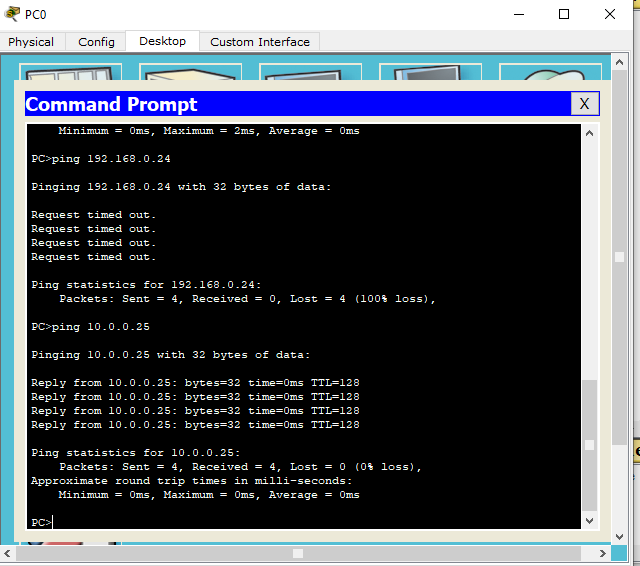 PC0
Physical Config Desktop Custom Interface
Command Prompt
X
Minimum = 0ms, Maximum = 2ms, Average = 0ms
PC>ping 192.168.0.24
Pinging 192.168.0.24 with 32 bytes of data:
Request timed out.
Request timed out.
Request timed out.
Request timed out.
Ping statistics for 192.168.0.24:
Packets: Sent = 4, Received = 0, Lost = 4 (100% loss),
PC>ping 10.0.0.25
Pinging 10.0.0.25 with 32 bytes of data:
Reply from 10.0.0.25: bytes=32 time=0ms TTL=128
Reply from 10.0.0.25: bytes=32 time=0ms TTL=128
Reply from 10.0.0.25: bytes=32 time=0ms TTL=128
Reply from 10.0.0.25: bytes=32 time=0ms TTL=128
Ping statistics for 10.0.0.25:
Packets: Sent = 4, Received = 4, Lost = 0 (0% loss),
Approximate round trip times in milli-seconds:
Minimum = 0ms, Maximum = 0ms, Average = 0ms
PC>